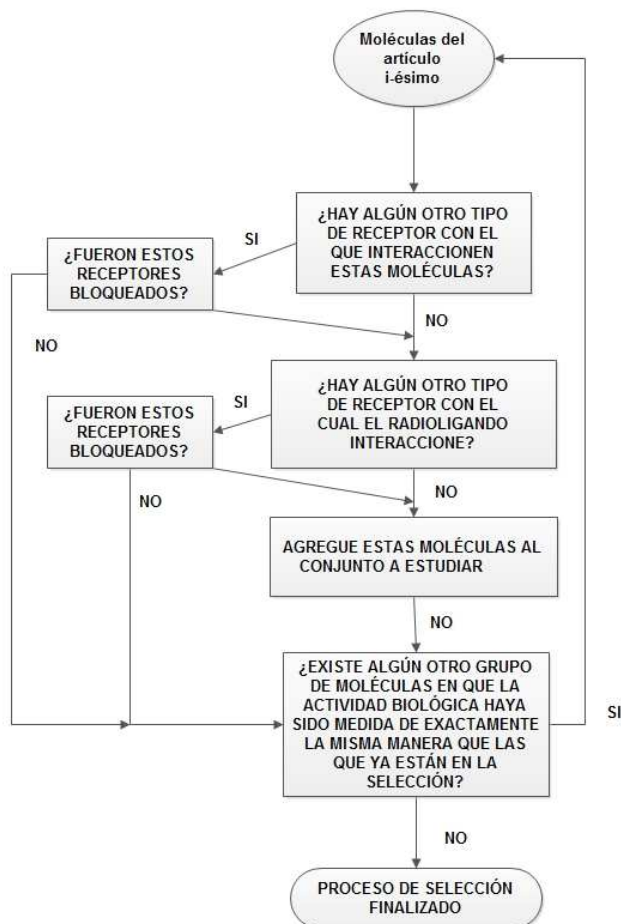 Moléculas del
artículo
i-ésimo
¿HAY ALGÚN OTRO TIPO
DE RECEPTOR CON EL
QUE INTERACCIONEN
ESTAS MOLÉCULAS?
SI
¿FUERON ESTOS
RECEPTORES
BLOQUEADOS?
NO
NO
¿HAY ALGÚN OTRO TIPO
DE RECEPTOR CON EL
CUAL EL RADIOLIGANDO
INTERACCIONE?
SI
¿FUERON ESTOS
RECEPTORES
BLOQUEADOS?
NO
NO
AGREGUE ESTAS MOLÉCULAS AL
CONJUNTO A ESTUDIAR
NO
¿EXISTE ALGÚN OTRO GRUPO
DE MOLÉCULAS EN QUE LA
ACTIVIDAD BIOLÓGICA HAYA
SIDO MEDIDA DE EXACTAMENTE
LA MISMA MANERA QUE LAS
QUE YA ESTÁN EN LA
SELECCIÓN?
SI
NO
PROCESO DE SELECCIÓN
FINALIZADO